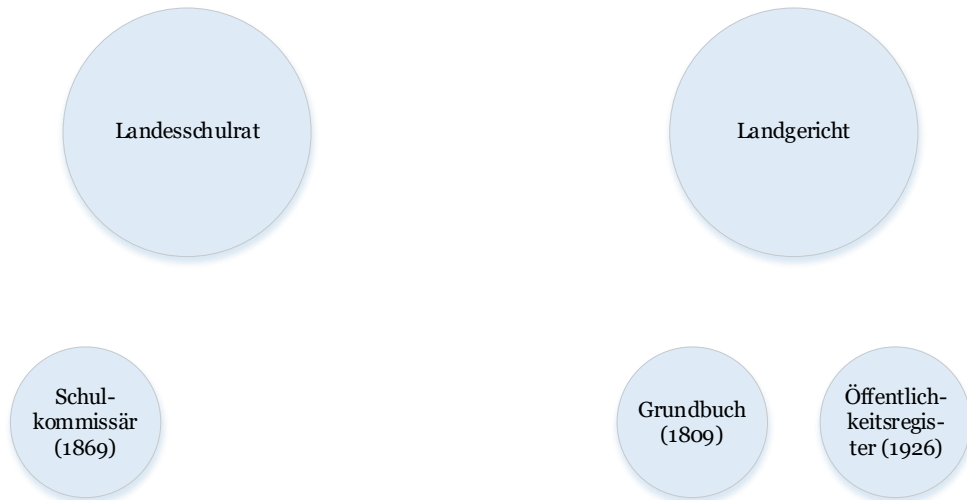 Landesschulrat
Landgericht
Schul-
kommissär
(1869)
Grundbuch
(1809)
Öffentlich-
keitsregis-
ter (1926)